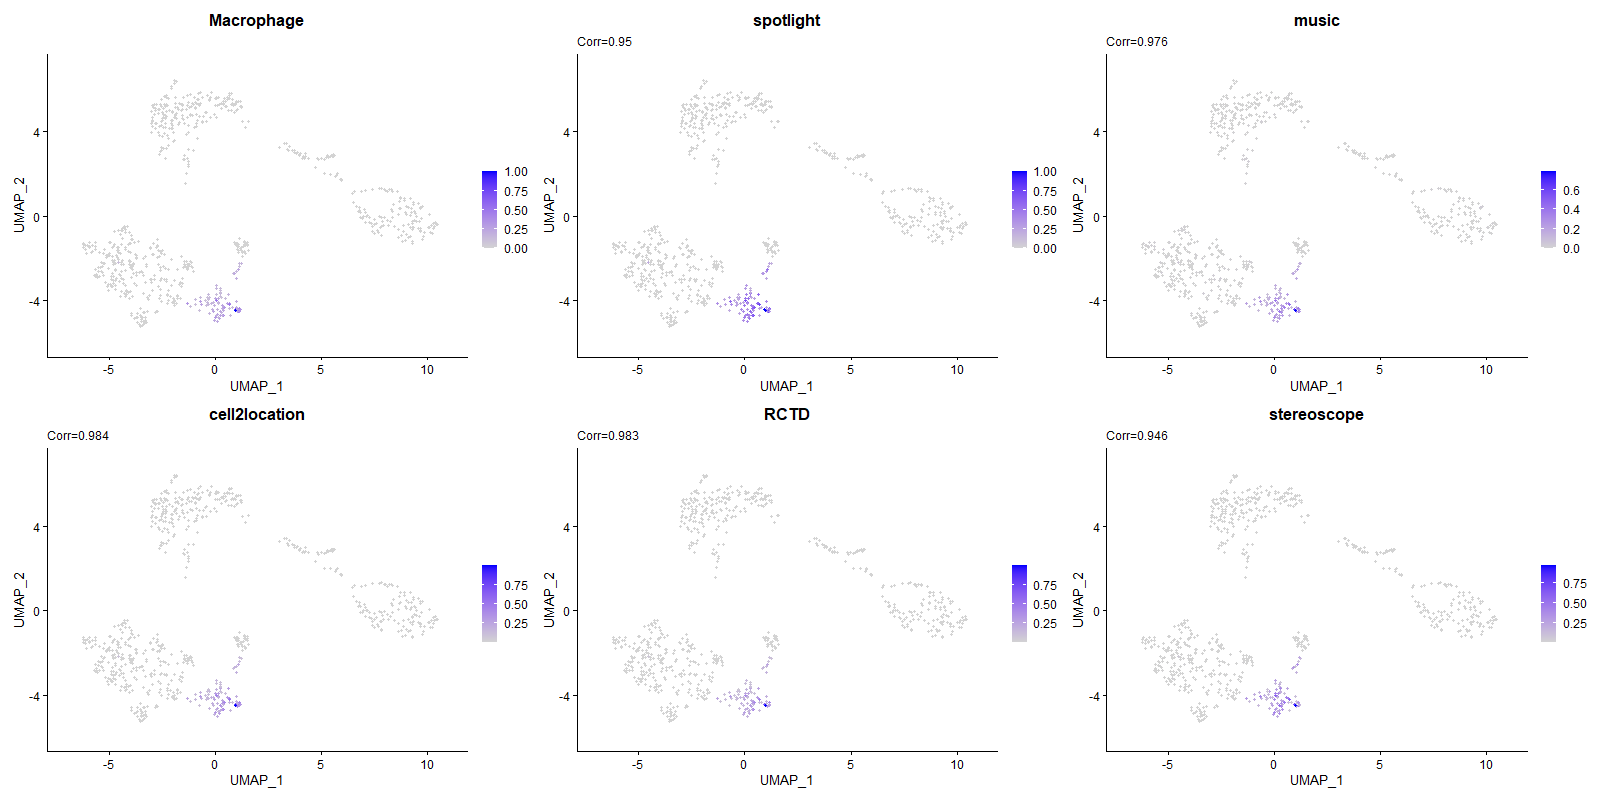 Macrophage
4
0
-4
UMAP_2
-5
0
5
10
UMAP_1
1.00
0.75
0.50
0.25
0.00
spotlight
Corr=0.95
4
0
-4
UMAP_2
-5
0
5
10
UMAP_1
1.00
0.75
0.50
0.25
0.00
music
Corr=0.976
4
0
-4
UMAP_2
-5
0
5
10
UMAP_1
0.6
0.4
0.2
0.0
cell2location
Corr=0.984
4
0
-4
UMAP_2
-5
0
5
10
UMAP_1
0.75
0.50
0.25
RCTD
Corr=0.983
4
0
-4
UMAP_2
-5
0
5
10
UMAP_1
0.75
0.50
0.25
stereoscope
Corr=0.946
4
0
-4
UMAP_2
-5
0
5
10
UMAP_1
0.75
0.50
0.25